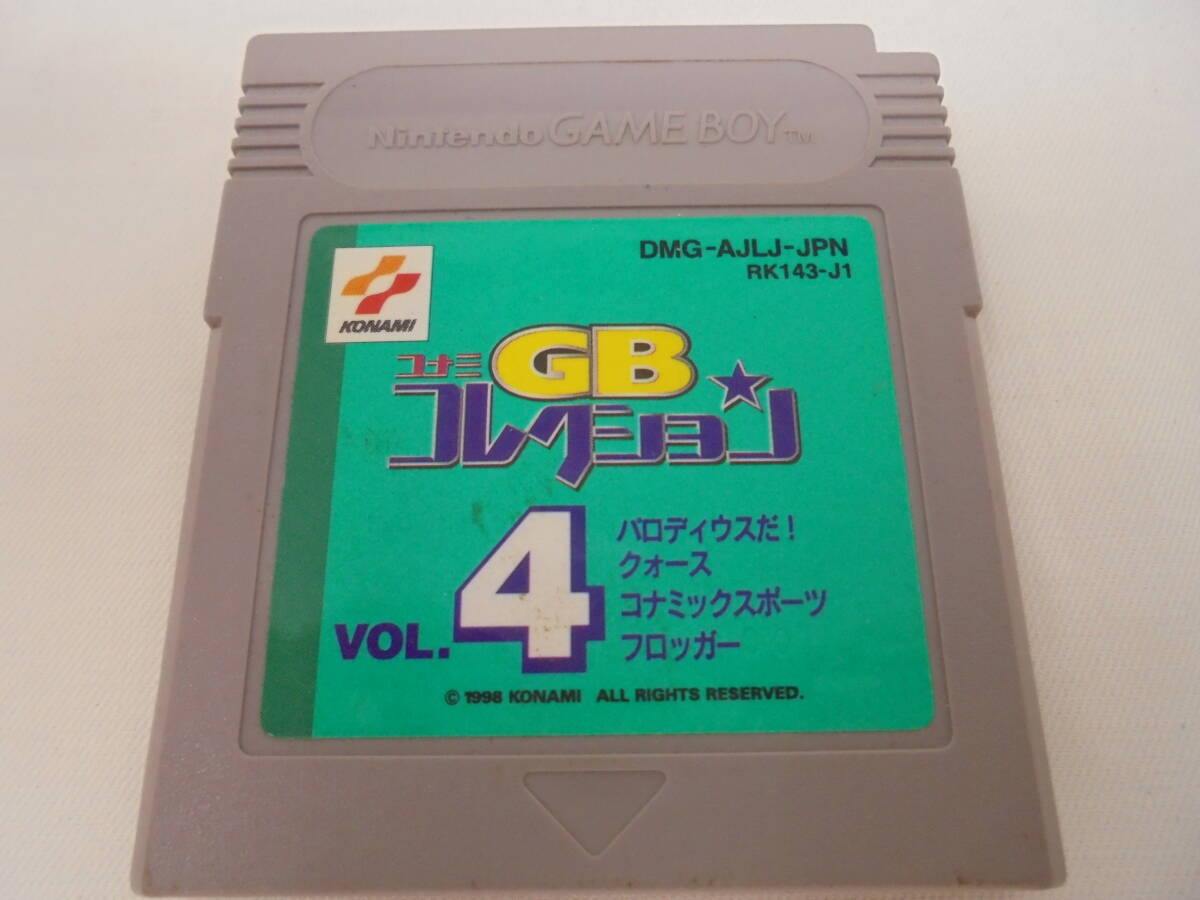 Nintendo GAME BOY TM
KONAMI
DMG-AJLJ-JPN
RK143-J1
コナミ GB
コレクション
VOL. 4
パロディウスだ！
クォース
コナミックスポーツ
フロッガー
© 1998 KONAMI ALL RIGHTS RESERVED.